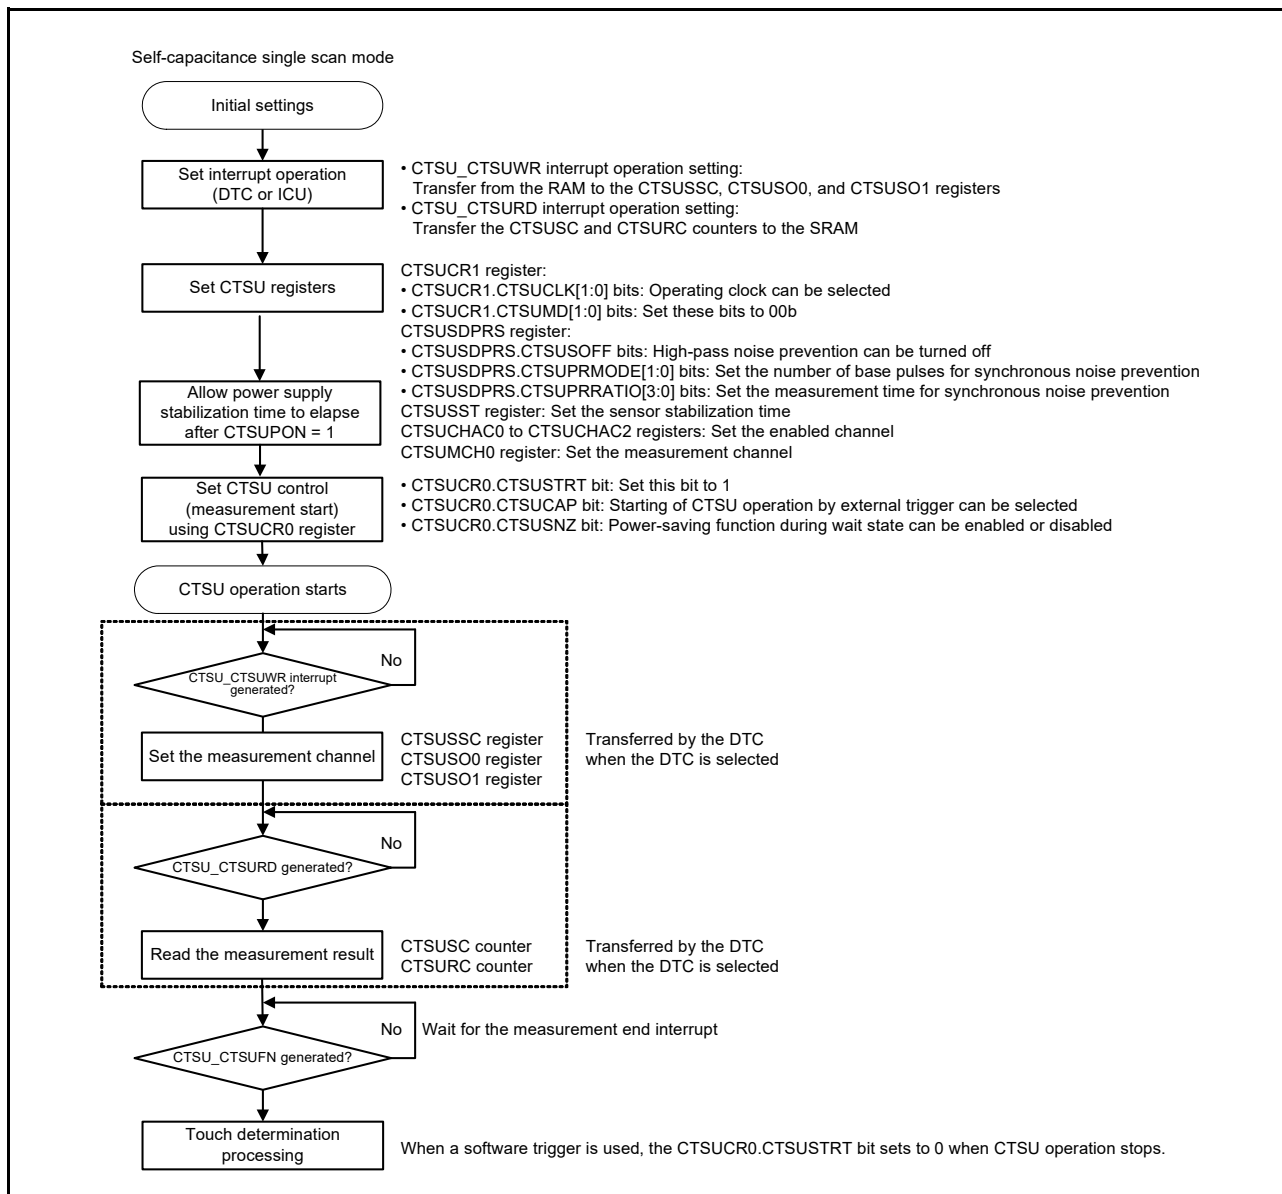 Self-capacitance single scan mode
Initial settings
Set interrupt operation
(DTC or ICU)
• CTSU_CTSUWR interrupt operation setting:
Transfer from the RAM to the CTSUSSC, CTSUSO0, and CTSUSO1 registers
• CTSU_CTSURD interrupt operation setting:
Transfer the CTSUSC and CTSURC counters to the SRAM
Set CTSU registers
CTSUCR1 register:
• CTSUCR1.CTSUCLK[1:0] bits: Operating clock can be selected
• CTSUCR1.CTSUMD[1:0] bits: Set these bits to 00b
CTSUSDPRS register:
• CTSUSDPRS.CTSUSOFF bits: High-pass noise prevention can be turned off
• CTSUSDPRS.CTSUPRMODE[1:0] bits: Set the number of base pulses for synchronous noise prevention
• CTSUSDPRS.CTSUPRRATIO[3:0] bits: Set the measurement time for synchronous noise prevention
CTSUSST register: Set the sensor stabilization time
CTSUCHAC0 to CTSUCHAC2 registers: Set the enabled channel
CTSUMCH0 register: Set the measurement channel
Allow power supply
stabilization time to elapse
after CTSUPON = 1
Set CTSU control
(measurement start)
using CTSUCR0 register
• CTSUCR0.CTSUSTRT bit: Set this bit to 1
• CTSUCR0.CTSUCAP bit: Starting of CTSU operation by external trigger can be selected
• CTSUCR0.CTSUSNZ bit: Power-saving function during wait state can be enabled or disabled
CTSU operation starts
No
CTSU_CTSUWR interrupt
generated?
Set the measurement channel
CTSUSSC register
CTSUSO0 register
CTSUSO1 register
Transferred by the DTC
when the DTC is selected
No
CTSU_CTSURD generated?
Read the measurement result
CTSUSC counter
CTSURC counter
Transferred by the DTC
when the DTC is selected
No
Wait for the measurement end interrupt
CTSU_CTSUFN generated?
Touch determination
processing
When a software trigger is used, the CTSUCR0.CTSUSTRT bit sets to 0 when CTSU operation stops.